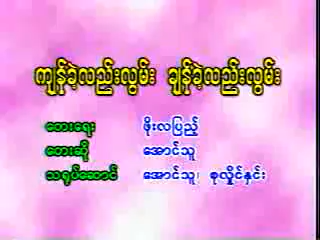 ကျန်ခဲ့လည်းလွမ်း ချန်ခဲ့လည်းလွမ်း
တေးရေး ဖိုးလပြည့်
တေးဆို အောင်သူ
သရုပ်ဆောင် အောင်သူ၊ စုလှိုင်နှင်း